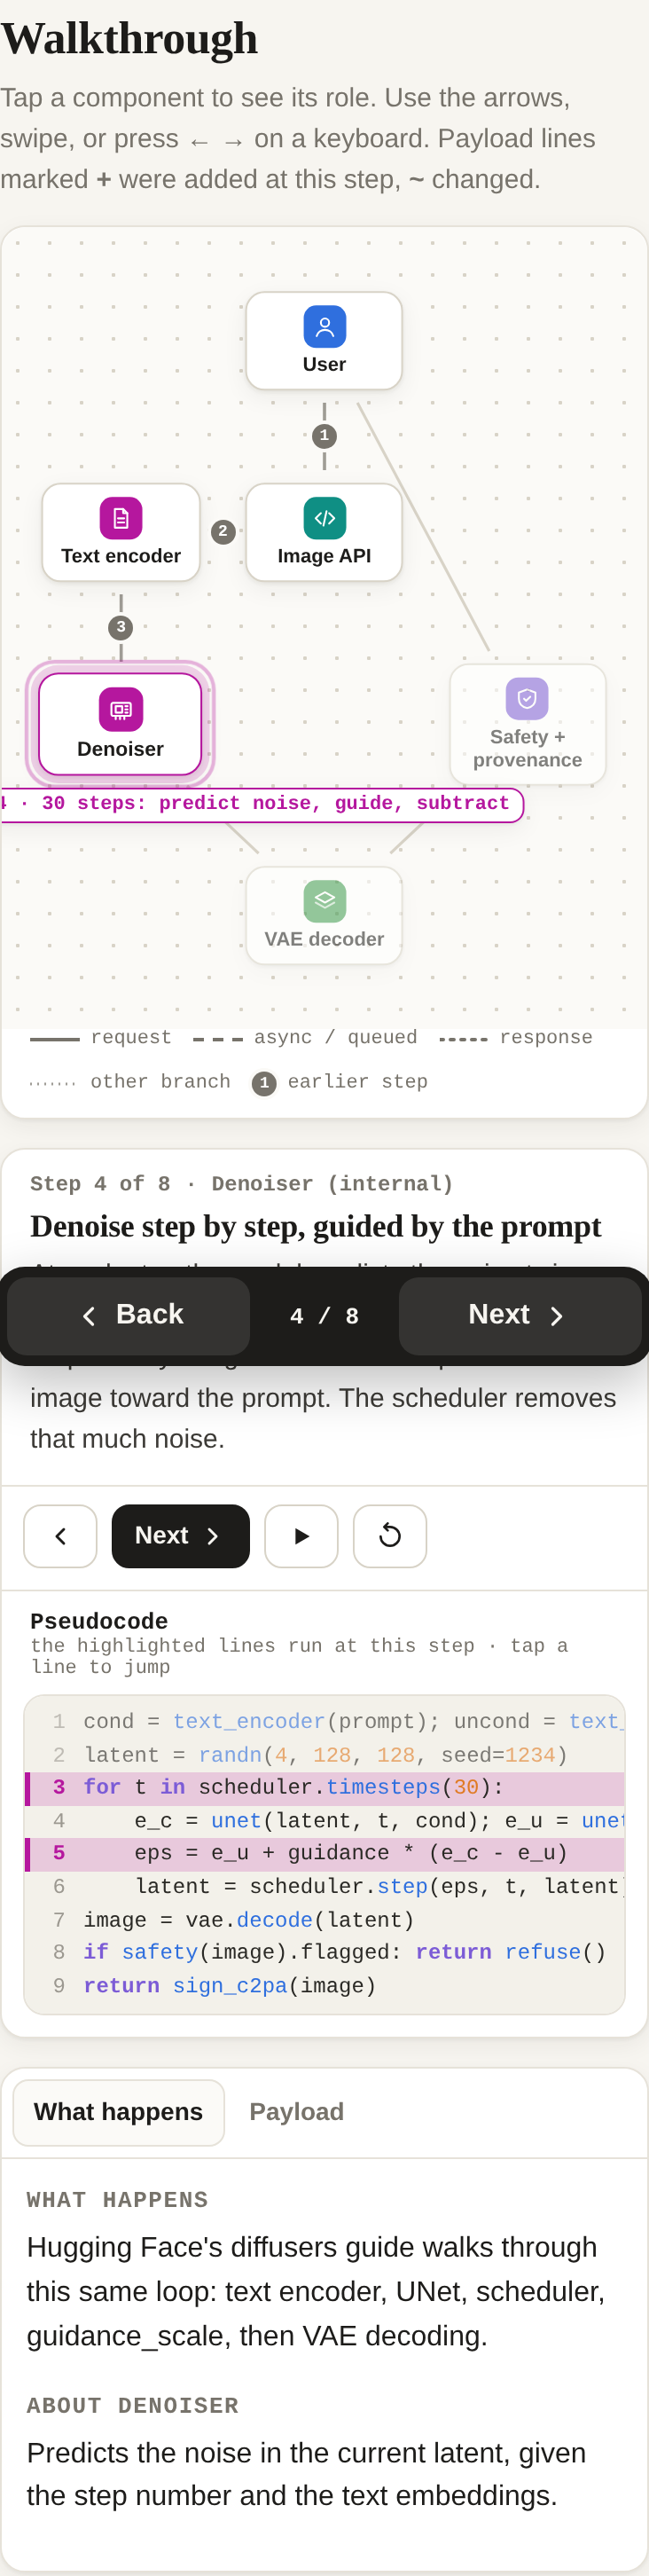 Walkthrough
Tap a component to see its role. Use the arrows,
swipe, or press ← → on a keyboard. Payload lines
marked + were added at this step, ~ changed.
User
1
Text encoder
2
Image API
3
Denoiser
Safety +
provenance
4 · 30 steps: predict noise, guide, subtract
VAE decoder
request
async / queued
response
other branch
1 earlier step
Step 4 of 8 · Denoiser (internal)
Denoise step by step, guided by the prompt
Back
4 / 8
Next
image toward the prompt. The scheduler removes
that much noise.
Next
Pseudocode
the highlighted lines run at this step · tap a
line to jump
1 cond = text_encoder(prompt); uncond = text_
2 latent = randn(4, 128, 128, seed=1234)
3 for t in scheduler.timesteps(30):
4 e_c = unet(latent, t, cond); e_u = unet
5 eps = e_u + guidance * (e_c - e_u)
6 latent = scheduler.step(eps, t, latent)
7 image = vae.decode(latent)
8 if safety(image).flagged: return refuse()
9 return sign_c2pa(image)
What happens
Payload
WHAT HAPPENS
Hugging Face's diffusers guide walks through
this same loop: text encoder, UNet, scheduler,
guidance_scale, then VAE decoding.
ABOUT DENOISER
Predicts the noise in the current latent, given
the step number and the text embeddings.